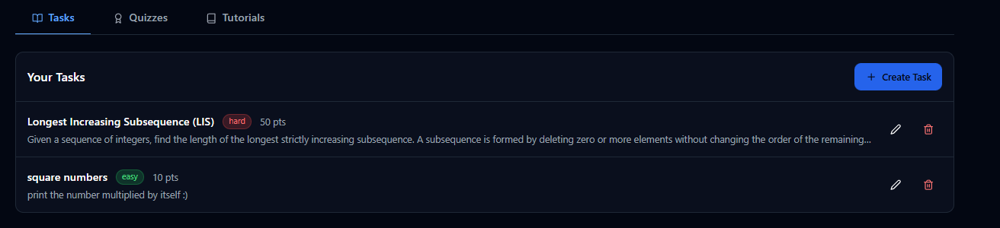 Tasks Quizzes Tutorials
Your Tasks
+ Create Task
Longest Increasing Subsequence (LIS) hard 50 pts
Given a sequence of integers, find the length of the longest strictly increasing subsequence. A subsequence is formed by deleting zero or more elements without changing the order of the remaining...
square numbers easy 10 pts
print the number multiplied by itself :)